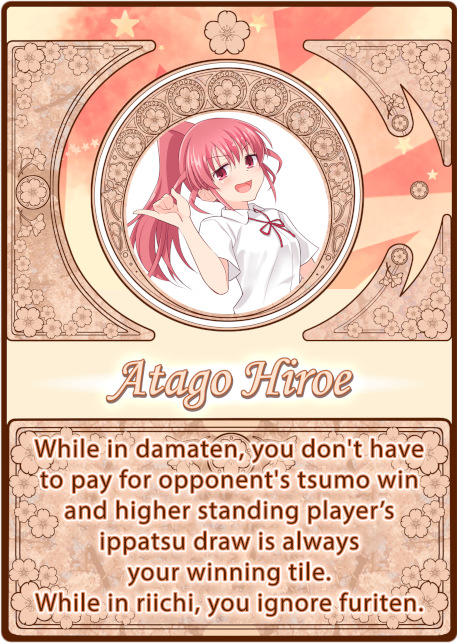 Atago Hiroe
While in damaten, you don't have
to pay for opponent's tsumo win
and higher standing player’s
ippatsu draw is always
your winning tile.
While in riichi, you ignore furiten.